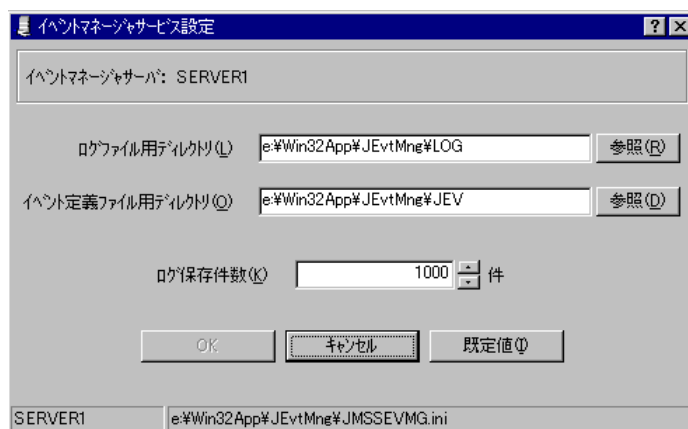 ｲﾍﾞﾝﾄﾏﾈｰｼﾞｬｻｰﾋﾞｽ設定
ｲﾍﾞﾝﾄﾏﾈｰｼﾞｬｻｰﾊﾞ: SERVER1
ﾛｸﾞﾌｧｲﾙ用ﾃﾞｨﾚｸﾄﾘ(L) e:¥Win32App¥JEvtMng¥LOG 参照(R)
ｲﾍﾞﾝﾄ定義ﾌｧｲﾙ用ﾃﾞｨﾚｸﾄﾘ(O) e:¥Win32App¥JEvtMng¥JEV 参照(D)
ﾛｸﾞ保存件数(K) 1000 件
OK ｷｬﾝｾﾙ 既定値(I)
SERVER1 e:¥Win32App¥JEvtMng¥JMSSEVMG.ini